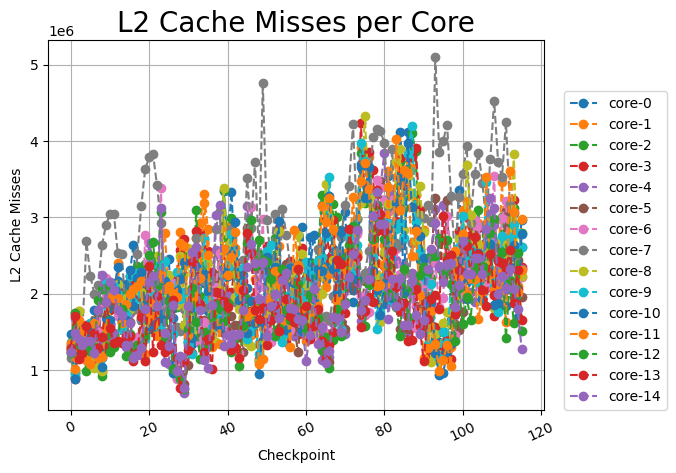 L2 Cache Misses per Core
1e6
5
4
3
2
1
L2 Cache Misses
0
20
40
60
80
100
120
Checkpoint
core-0
core-1
core-2
core-3
core-4
core-5
core-6
core-7
core-8
core-9
core-10
core-11
core-12
core-13
core-14